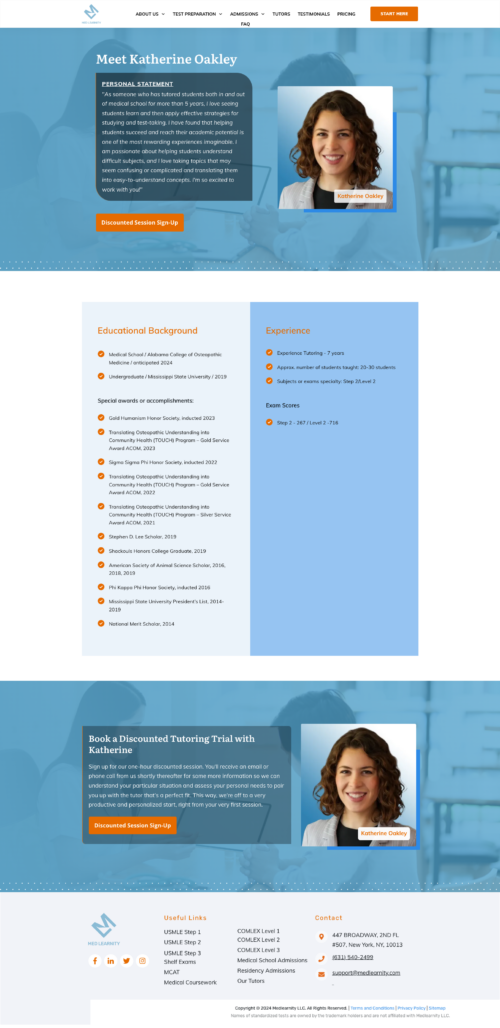 ABOUT US TEST PREPARATION ADMISSIONS TUTORS TESTIMONIALS PRICING
FAQ
START HERE
MED LEARNITY
Meet Katherine Oakley
PERSONAL STATEMENT
"As someone who has tutored students both in and out
of medical school for more than 5 years, I love seeing
students learn and then apply effective strategies for
studying and test-taking. I have found that helping
students succeed and reach their academic potential is
one of the most rewarding experiences imaginable. I
am passionate about helping students understand
difficult subjects, and I love taking topics that may
seem confusing or complicated and translating them
into easy-to-understand concepts. I'm so excited to
work with you!"
Katherine Oakley
Discounted Session Sign-Up
Educational Background
Medical School / Alabama College of Osteopathic
Medicine / anticipated 2024
Undergraduate / Mississippi State University / 2019
Special awards or accomplishments:
Gold Humanism Honor Society, inducted 2023
Translating Osteopathic Understanding into
Community Health (TOUCH) Program – Gold Service
Award ACOM, 2023
Sigma Sigma Phi Honor Society, inducted 2022
Translating Osteopathic Understanding into
Community Health (TOUCH) Program – Gold Service
Award ACOM, 2022
Translating Osteopathic Understanding into
Community Health (TOUCH) Program – Silver Service
Award ACOM, 2021
Stephen D. Lee Scholar, 2019
Shackouls Honors College Graduate, 2019
American Society of Animal Science Scholar, 2016,
2018, 2019
Phi Kappa Phi Honor Society, inducted 2016
Mississippi State University President's List, 2014-
2019
National Merit Scholar, 2014
Experience
Experience Tutoring - 7 years
Approx. number of students taught: 20-30 students
Subjects or exams specialty: Step 2/Level 2
Exam Scores
Step 2 - 267 / Level 2 -716
Book a Discounted Tutoring Trial with
Katherine
Sign up for our one-hour discounted session. You'll receive an email or
phone call from us shortly thereafter for some more information so we can
understand your particular situation and assess your personal needs to pair
you up with the tutor that's a perfect fit. This way, we're off to a very
productive and personalized start, right from your very first session.
Discounted Session Sign-Up
Katherine Oakley
MED LEARNITY
Useful Links
USMLE Step 1
USMLE Step 2
USMLE Step 3
Shelf Exams
MCAT
Medical Coursework
COMLEX Level 1
COMLEX Level 2
COMLEX Level 3
Medical School Admissions
Residency Admissions
Our Tutors
Contact
447 BROADWAY, 2ND FL
#507, New York, NY, 10013
(631)-540-2499
support@medlearnity.com
.
Copyright © 2024 Medlearnity LLC. All Rights Reserved. | Terms and Conditions | Privacy Policy | Sitemap
Names of standardized tests are owned by the trademark holders and are not affiliated with Medlearnity LLC.